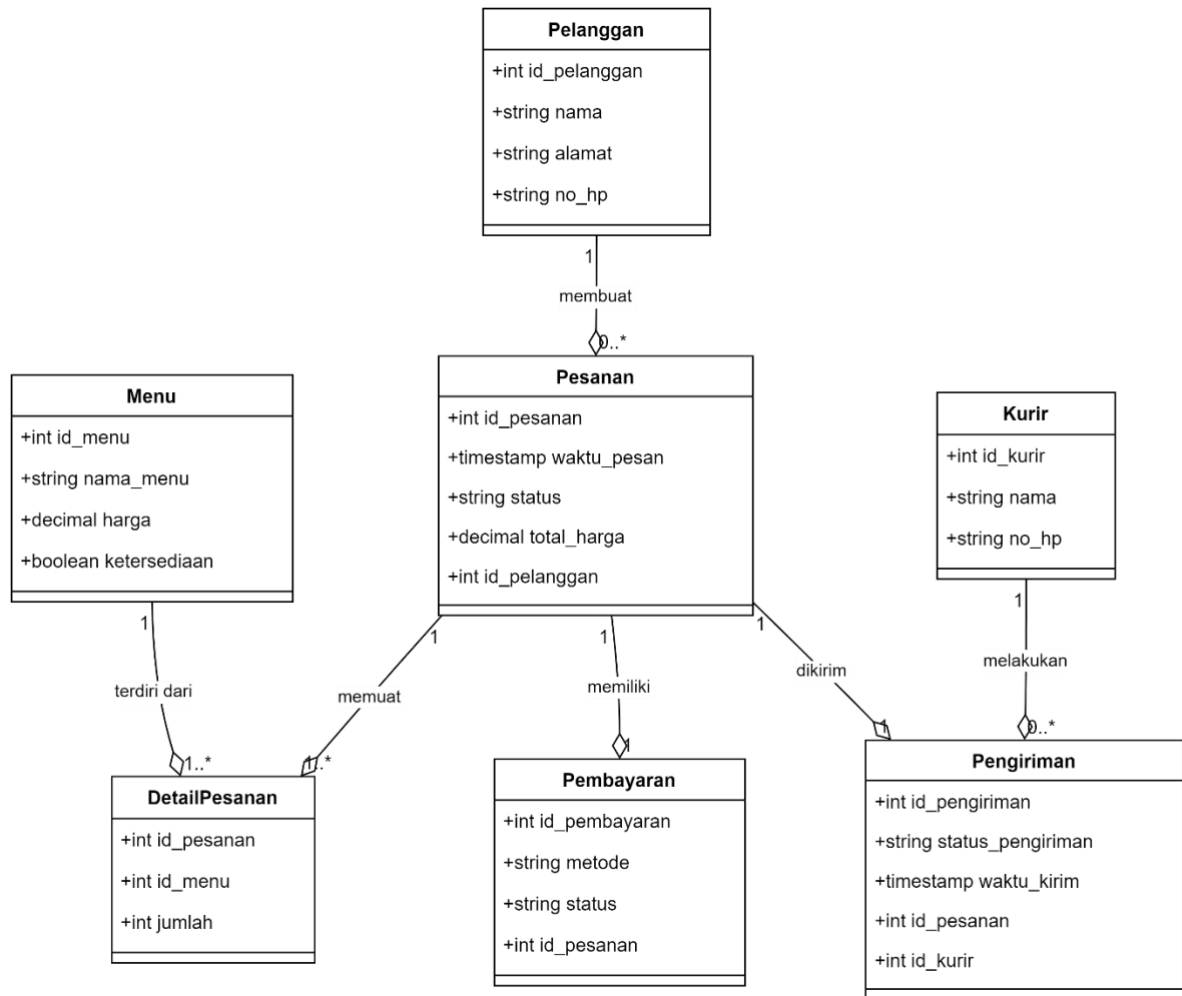 Pelanggan
+int id_pelanggan
+string nama
+string alamat
+string no_hp
1
membuat
0..*
Pesanan
+int id_pesanan
+timestamp waktu_pesan
+string status
+decimal total_harga
+int id_pelanggan
Menu
+int id_menu
+string nama_menu
+decimal harga
+boolean ketersediaan
Kurir
+int id_kurir
+string nama
+string no_hp
1
terdiri dari
1..*
1
memuat
1..*
1
memiliki
1
1
dikirim
1
1
melakukan
0..*
DetailPesanan
+int id_pesanan
+int id_menu
+int jumlah
Pembayaran
+int id_pembayaran
+string metode
+string status
+int id_pesanan
Pengiriman
+int id_pengiriman
+string status_pengiriman
+timestamp waktu_kirim
+int id_pesanan
+int id_kurir